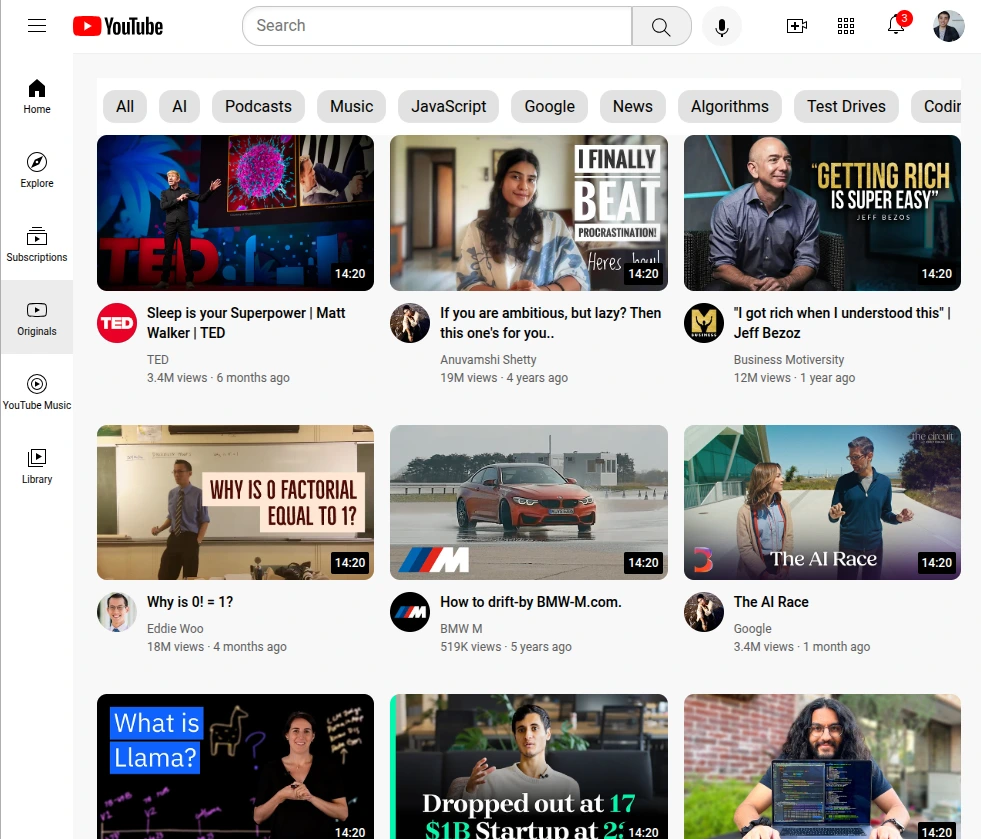 YouTube
Search
3
Home
Explore
Subscriptions
Originals
YouTube Music
Library
All
AI
Podcasts
Music
JavaScript
Google
News
Algorithms
Test Drives
Codin
TED
14:20
TED
Sleep is your Superpower | Matt
Walker | TED
TED
3.4M views · 6 months ago
I FINALLY
BEAT
PROCRASTINATION!
Heres how!
14:20
If you are ambitious, but lazy? Then
this one's for you..
Anuvamshi Shetty
19M views · 4 years ago
"GETTING RICH
IS SUPER EASY"
JEFF BEZOS
14:20
M
BUSINESS
"I got rich when I understood this" |
Jeff Bezoz
Business Motiversity
12M views · 1 year ago
WHY IS 0 FACTORIAL
EQUAL TO 1?
14:20
Why is 0! = 1?
Eddie Woo
18M views · 4 months ago
M
14:20
M
How to drift-by BMW-M.com.
BMW M
519K views · 5 years ago
the circuit
The AI Race
14:20
The AI Race
Google
3.4M views · 1 month ago
What is
Llama?
14:20
Dropped out at 17
$1B Startup at
14:20
14:20